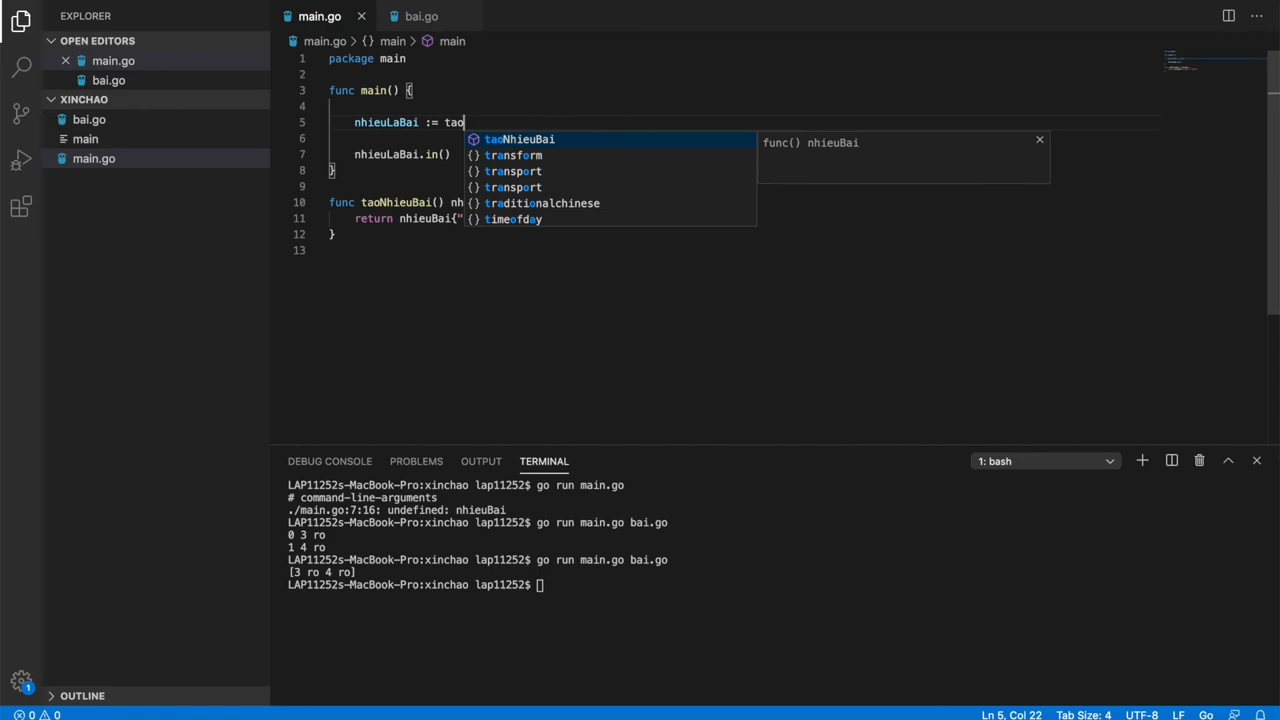 EXPLORER
OPEN EDITORS
main.go
bai.go
XINCHAO
bai.go
main
main.go
OUTLINE
main.go
bai.go
main.go > {} main > main
1 package main
2
3 func main() {
4
5 nhieuLaBai := tao
6
7 nhieuLaBai.in()
8 }
9
10 func taoNhieuBai() nh
11 return nhieuBai{"
12 }
13
taoNhieuBai
{} transform
{} transport
{} transport
{} traditionalchinese
{} timeofday
func() nhieuBai
DEBUG CONSOLE PROBLEMS OUTPUT TERMINAL
1: bash
LAP11252s-MacBook-Pro:xinchao lap11252$ go run main.go
# command-line-arguments
./main.go:7:16: undefined: nhieuBai
LAP11252s-MacBook-Pro:xinchao lap11252$ go run main.go bai.go
0 3 ro
1 4 ro
LAP11252s-MacBook-Pro:xinchao lap11252$ go run main.go bai.go
[3 ro 4 ro]
LAP11252s-MacBook-Pro:xinchao lap11252$
1
0 0
Ln 5, Col 22 Tab Size: 4 UTF-8 LF Go